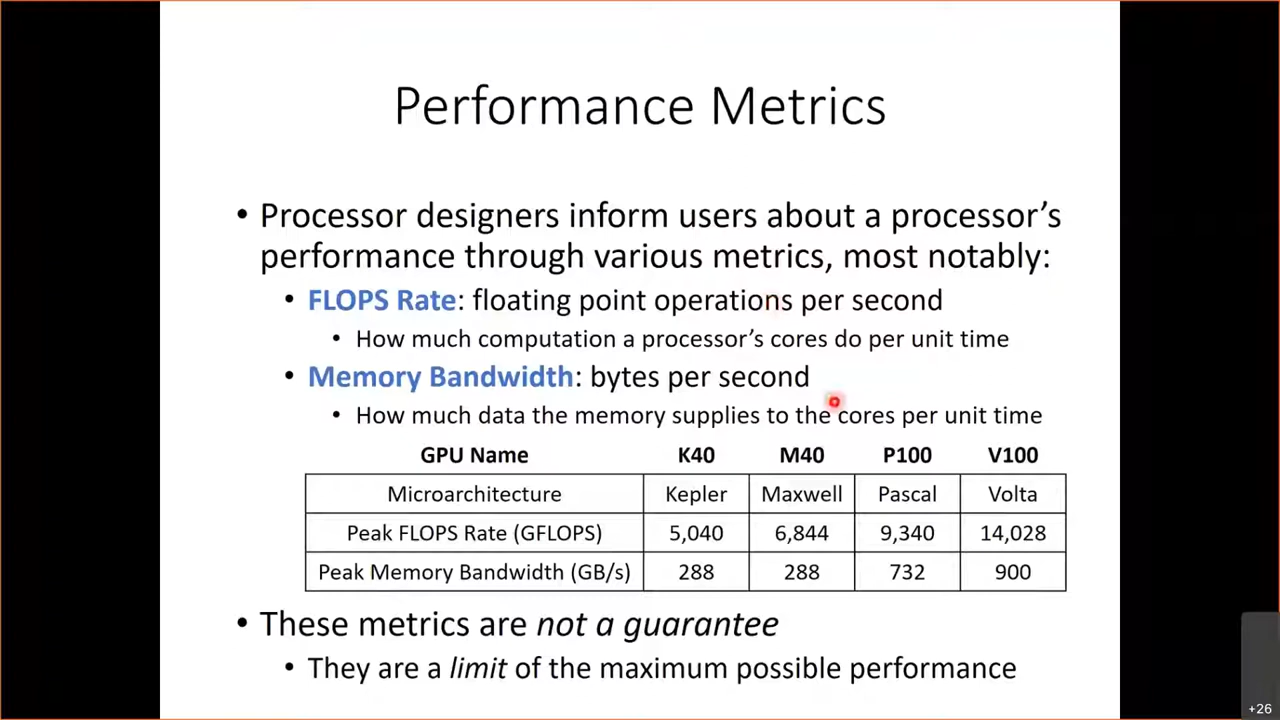 Performance Metrics
• Processor designers inform users about a processor's
performance through various metrics, most notably:
• FLOPS Rate: floating point operations per second
• How much computation a processor's cores do per unit time
• Memory Bandwidth: bytes per second
• How much data the memory supplies to the cores per unit time
GPU Name K40 M40 P100 V100
Microarchitecture Kepler Maxwell Pascal Volta
Peak FLOPS Rate (GFLOPS) 5,040 6,844 9,340 14,028
Peak Memory Bandwidth (GB/s) 288 288 732 900
• These metrics are not a guarantee
• They are a limit of the maximum possible performance
+26